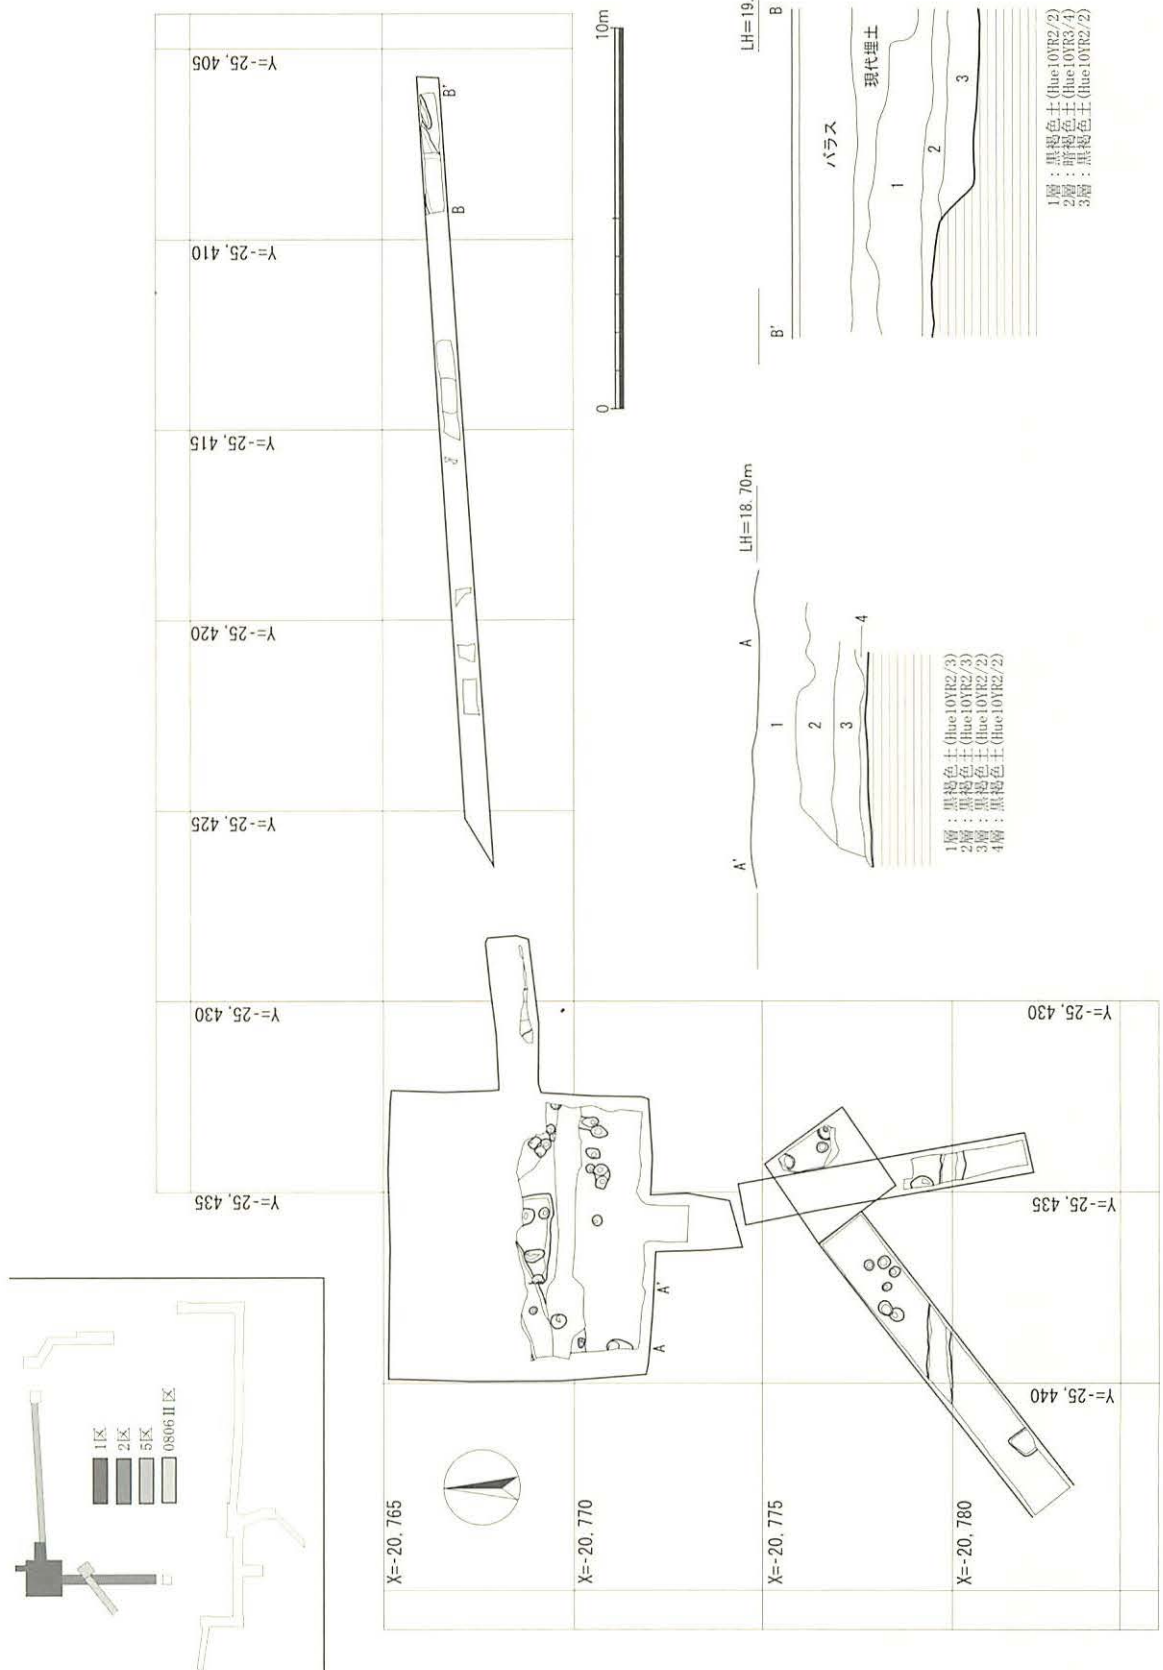 Y=-25,405
Y=-25,410
Y=-25,415
Y=-25,420
Y=-25,425
Y=-25,430
Y=-25,435
B
B'
0
10m
1区
2区
5区
0806Ⅱ区
X=-20,765
X=-20,770
X=-20,775
X=-20,780
A
A'
Y=-25,430
Y=-25,435
Y=-25,440
LH=18.70m
A'
A
1
2
3
4
1層：黒褐色土(Hue10YR2/3)
2層：黒褐色土(Hue10YR2/3)
3層：黒褐色土(Hue10YR2/2)
4層：黒褐色土(Hue10YR2/2)
LH=19.
B'
B
バラス
現代埋土
1
2
3
1層：黒褐色土(Hue10YR2/2)
2層：暗褐色土(Hue10YR3/4)
3層：黒褐色土(Hue10YR2/2)